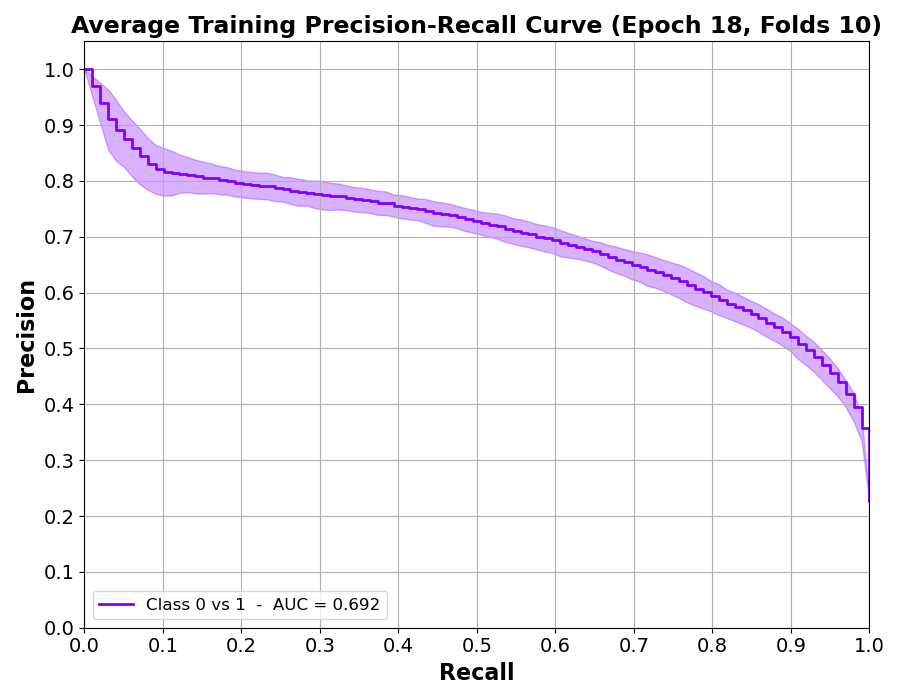 Average Training Precision-Recall Curve (Epoch 18, Folds 10)
Precision
1.0
0.9
0.8
0.7
0.6
0.5
0.4
0.3
0.2
0.1
0.0
Class 0 vs 1  -  AUC = 0.692
0.0 0.1 0.2 0.3 0.4 0.5 0.6 0.7 0.8 0.9 1.0
Recall